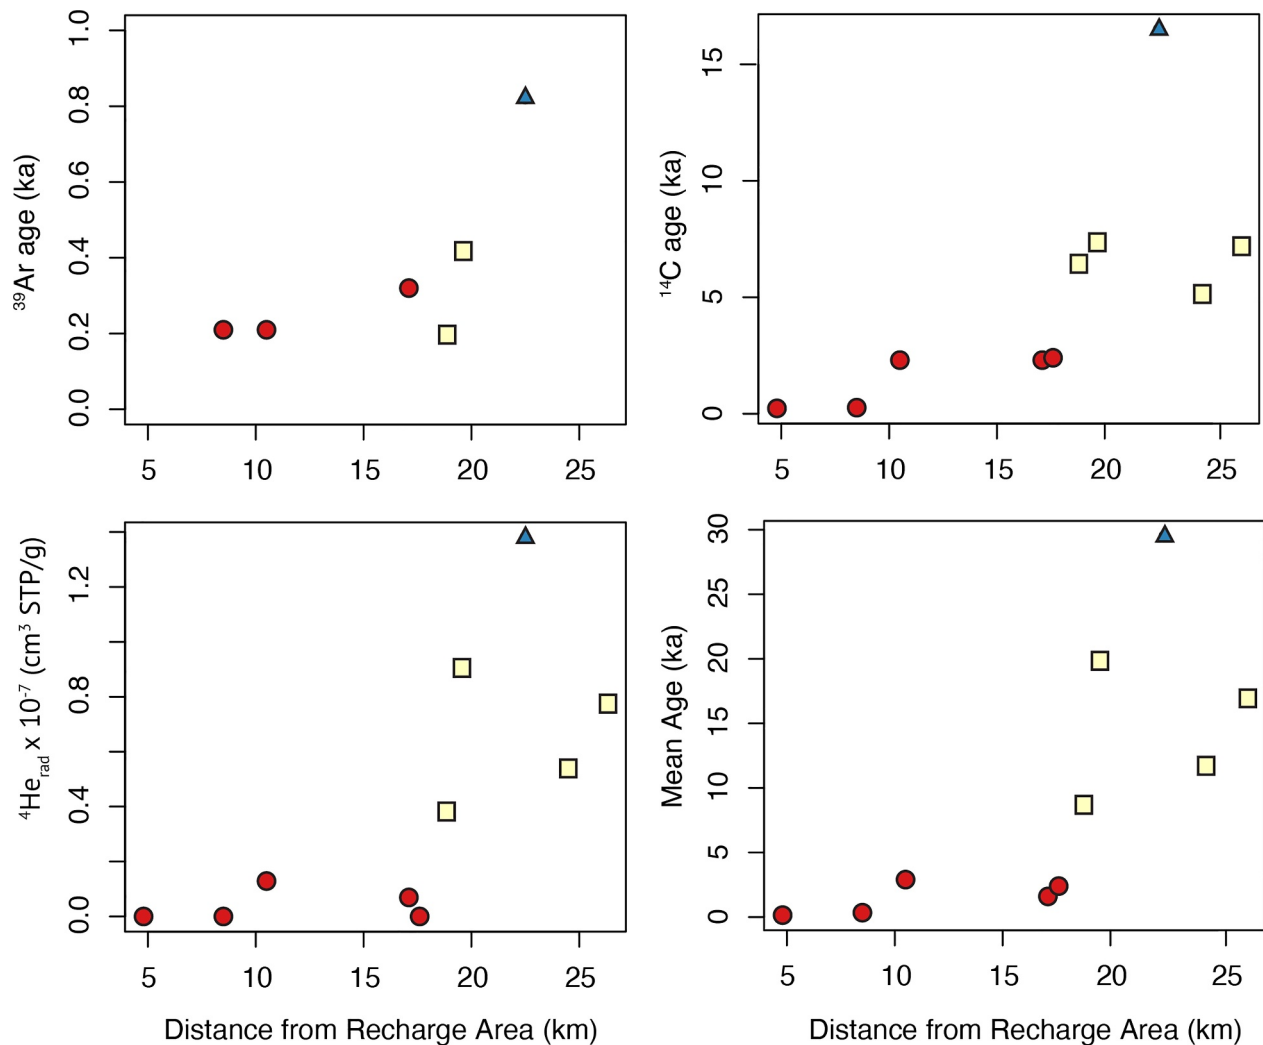 ³⁹Ar age (ka)
1.0
0.8
0.6
0.4
0.2
0.0
5 10 15 20 25
¹⁴C age (ka)
15
10
5
0
5 10 15 20 25
⁴He_rad x 10⁻⁷ (cm³ STP/g)
1.2
0.8
0.4
0.0
5 10 15 20 25
Distance from Recharge Area (km)
Mean Age (ka)
30
25
20
15
10
5
0
5 10 15 20 25
Distance from Recharge Area (km)